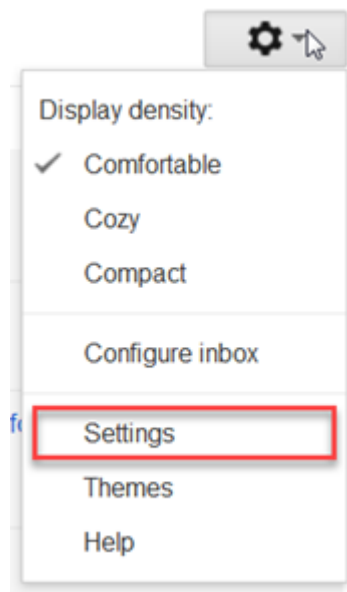 Display density:
Comfortable
Cozy
Compact
Configure inbox
Settings
Themes
Help